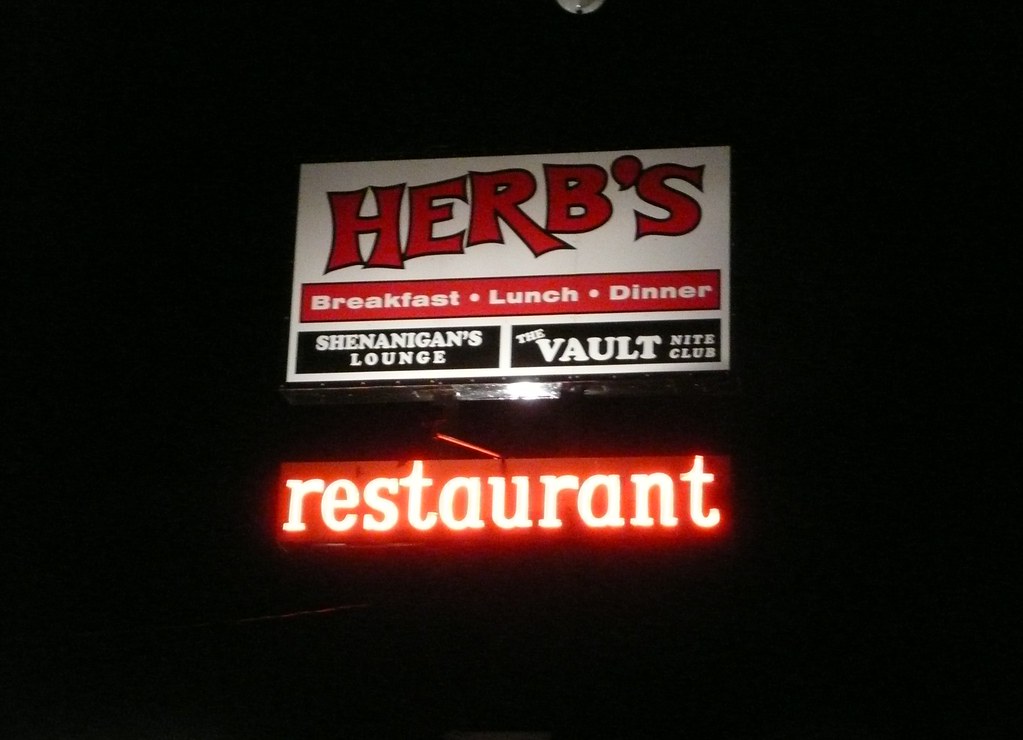 HERB'S
Breakfast • Lunch • Dinner
SHENANIGAN'S
LOUNGE
THE VAULT NITE
CLUB
restaurant